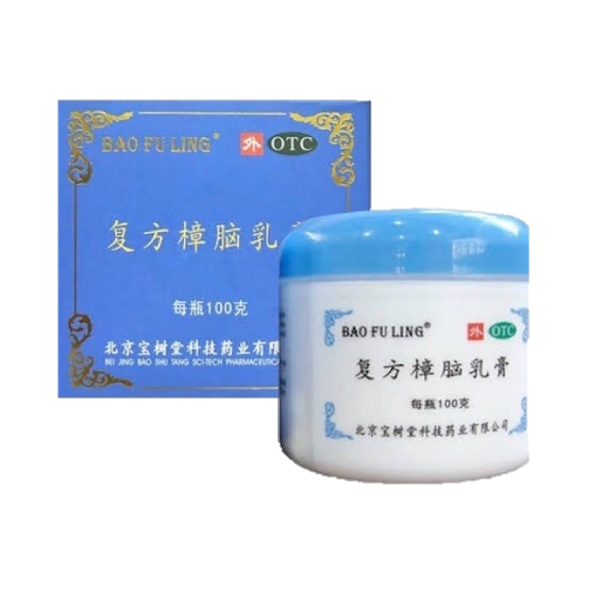 BAO FU LING® 外 OTC
复方樟脑乳
每瓶100克
北京宝树堂科技药业有
BEI JING BAO SHU TANG SCI-TECH PHARMACEUTICA
BAO FU LING® 外 OTC
复方樟脑乳膏
每瓶100克
北京宝树堂科技药业有限公司